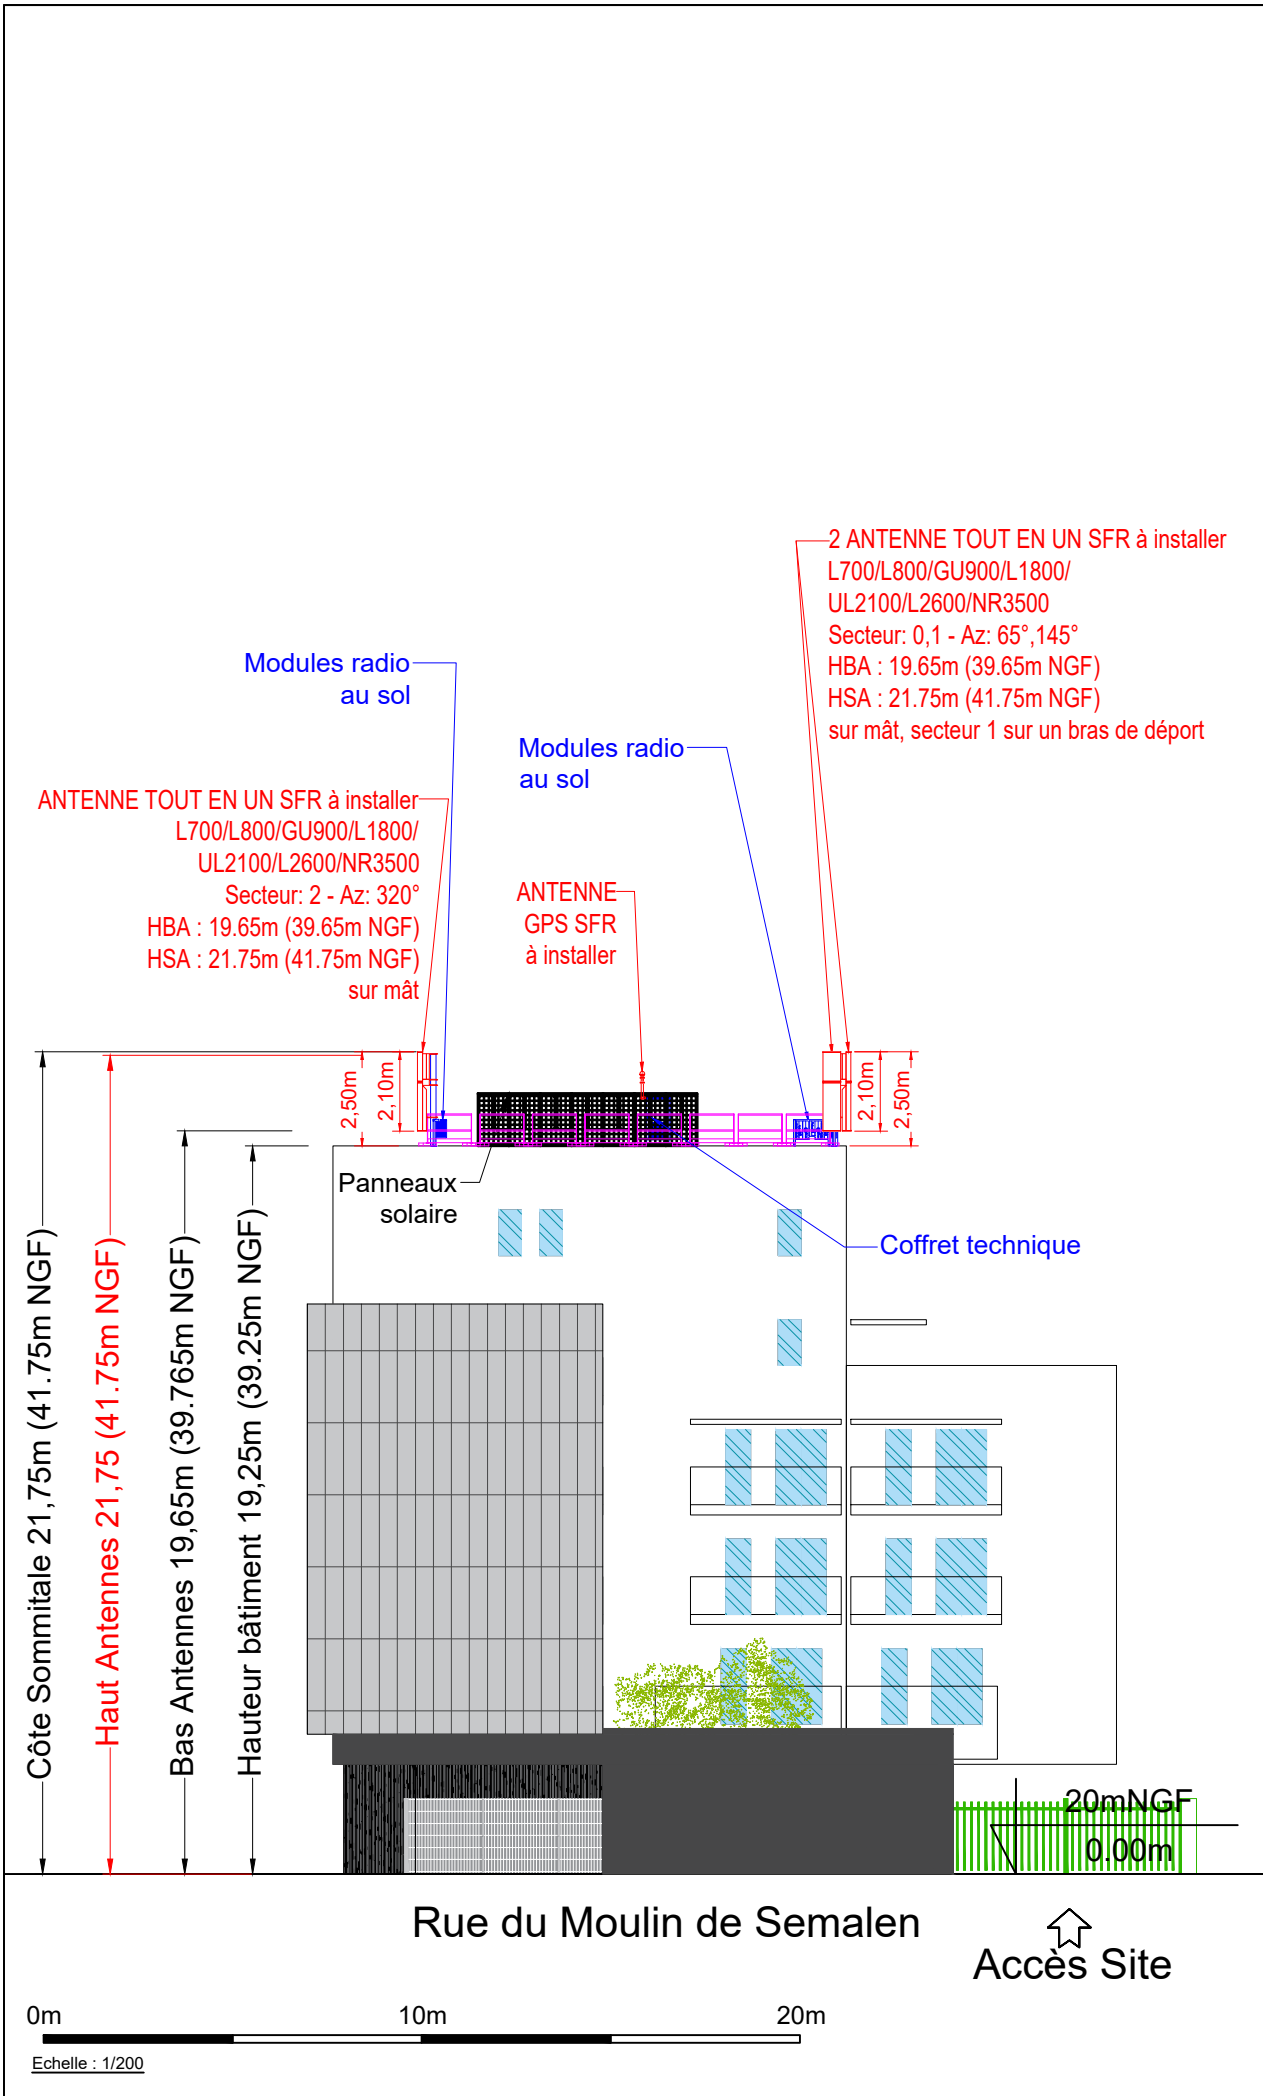 2 ANTENNE TOUT EN UN SFR à installer
L700/L800/GU900/L1800/
UL2100/L2600/NR3500
Secteur: 0,1 - Az: 65°,145°
HBA : 19.65m (39.65m NGF)
HSA : 21.75m (41.75m NGF)
sur mât, secteur 1 sur un bras de déport
Modules radio
au sol
Modules radio
au sol
ANTENNE TOUT EN UN SFR à installer
L700/L800/GU900/L1800/
UL2100/L2600/NR3500
Secteur: 2 - Az: 320°
HBA : 19.65m (39.65m NGF)
HSA : 21.75m (41.75m NGF)
sur mât
ANTENNE
GPS SFR
à installer
2,50m
2,10m
2,10m
2,50m
Panneaux
solaire
Coffret technique
Côte Sommitale 21,75m (41.75m NGF)
Haut Antennes 21,75 (41.75m NGF)
Bas Antennes 19,65m (39.765m NGF)
Hauteur bâtiment 19,25m (39.25m NGF)
20mNGF
0.00m
Rue du Moulin de Semalen
Accès Site
0m
10m
20m
Echelle : 1/200